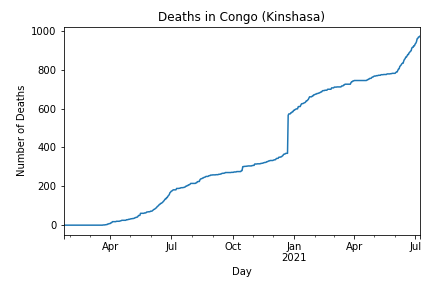 Deaths in Congo (Kinshasa)
1000
800
600
400
200
0
Number of Deaths
Apr Jul Oct Jan Apr Jul
2021
Day